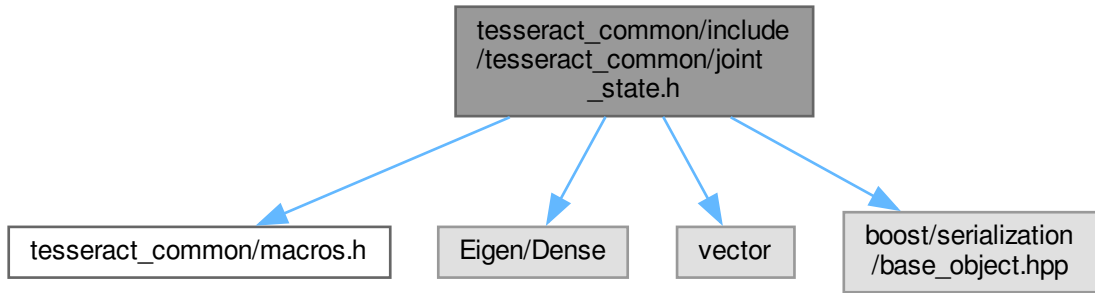 tesseract_common/include
/tesseract_common/joint
_state.h
tesseract_common/macros.h
Eigen/Dense
vector
boost/serialization
/base_object.hpp